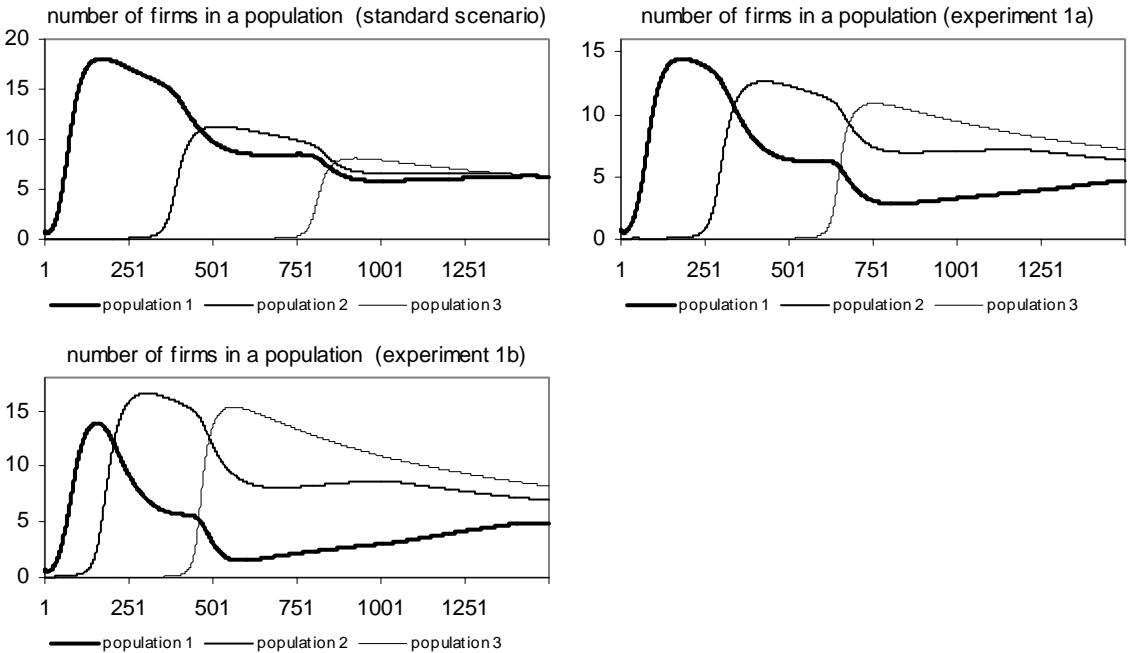 number of firms in a population (standard scenario)
20
15
10
5
0
1 251 501 751 1001 1251
population 1 population 2 population 3
number of firms in a population (experiment 1a)
15
10
5
0
1 251 501 751 1001 1251
population 1 population 2 population 3
number of firms in a population (experiment 1b)
15
10
5
0
1 251 501 751 1001 1251
population 1 population 2 population 3